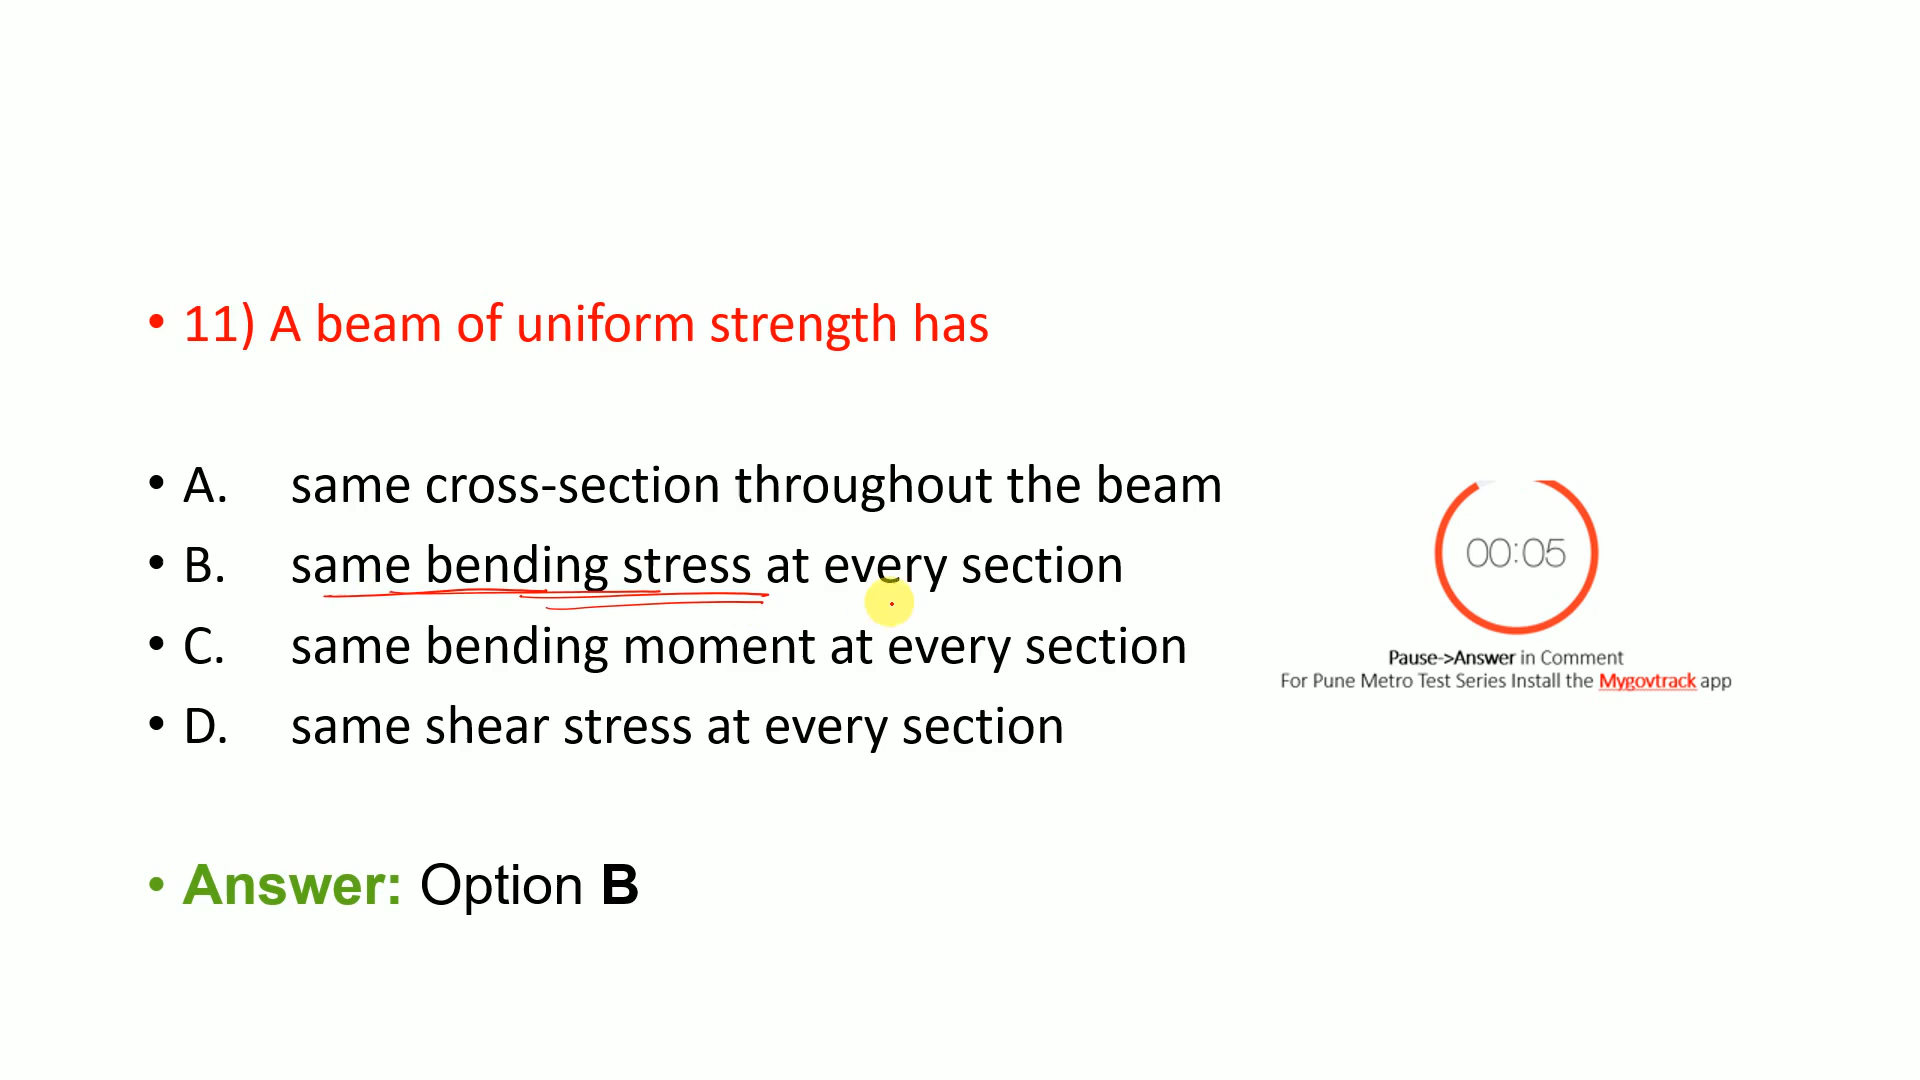 • 11) A beam of uniform strength has
• A. same cross-section throughout the beam
• B. same bending stress at every section
• C. same bending moment at every section
• D. same shear stress at every section
• Answer: Option B
00:05
Pause->Answer in Comment
For Pune Metro Test Series Install the Mygovtrack app